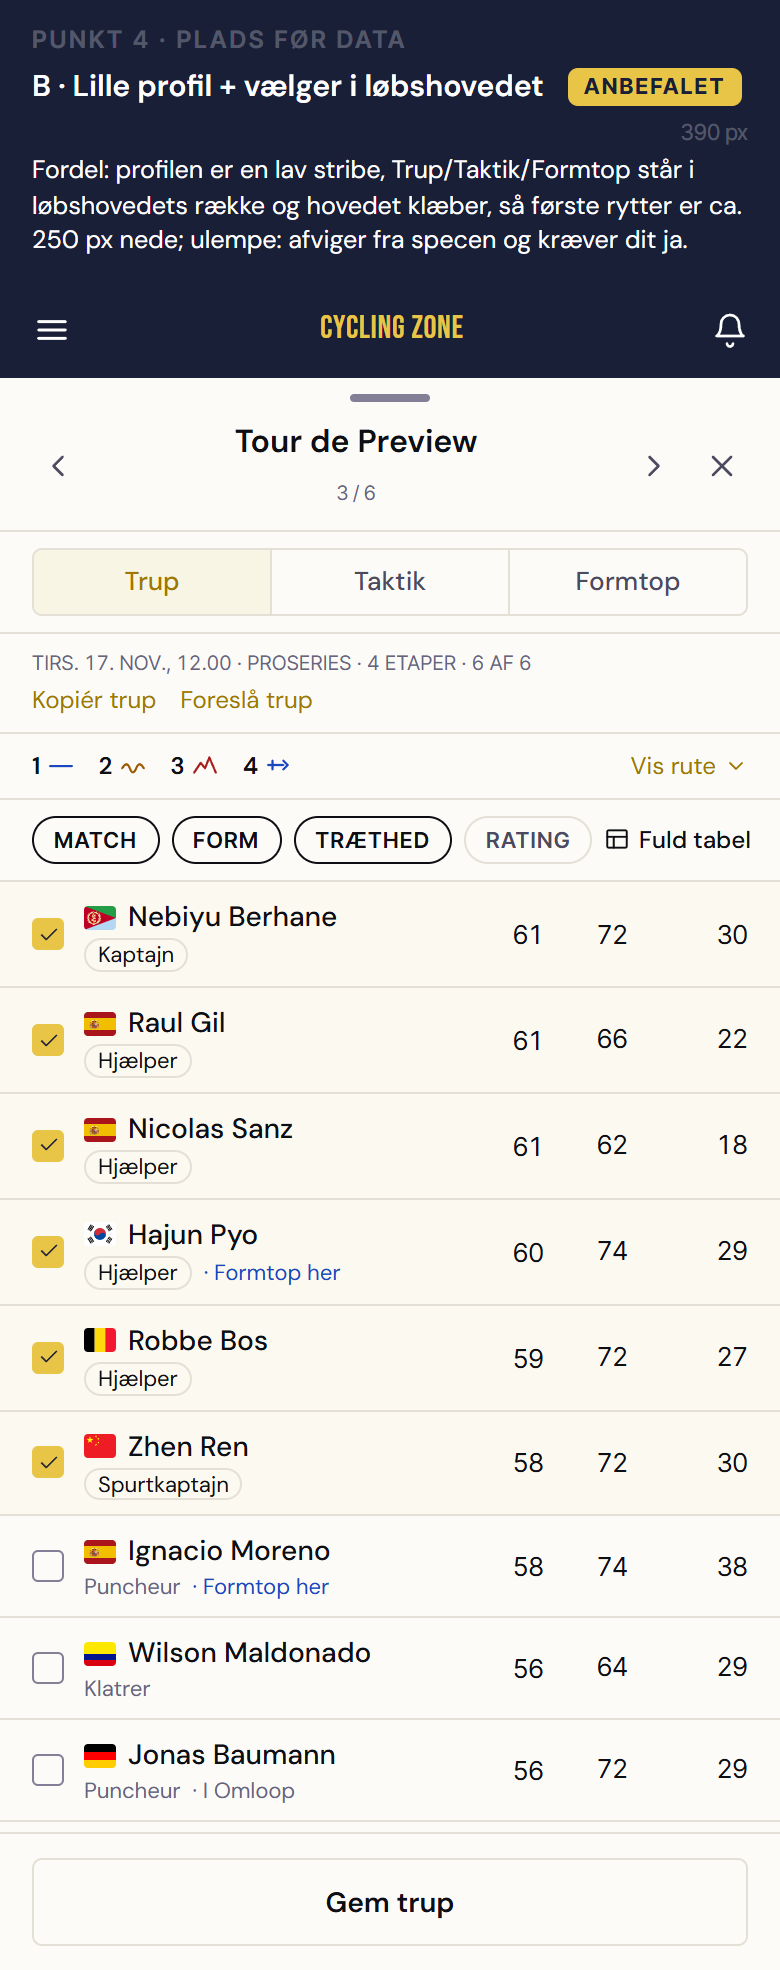 PUNKT 4 · PLADS FØR DATA
B · Lille profil + vælger i løbshovedet ANBEFALET
390 px
Fordel: profilen er en lav stribe, Trup/Taktik/Formtop står i
løbshovedets række og hovedet klæber, så første rytter er ca.
250 px nede; ulempe: afviger fra specen og kræver dit ja.
CYCLING ZONE
Tour de Preview
3 / 6
Trup Taktik Formtop
TIRS. 17. NOV., 12.00 · PROSERIES · 4 ETAPER · 6 AF 6
Kopiér trup Foreslå trup
1 2 3 4 Vis rute
MATCH FORM TRÆTHED RATING Fuld tabel
Nebiyu Berhane 61 72 30
Kaptajn
Raul Gil 61 66 22
Hjælper
Nicolas Sanz 61 62 18
Hjælper
Hajun Pyo 60 74 29
Hjælper · Formtop her
Robbe Bos 59 72 27
Hjælper
Zhen Ren 58 72 30
Spurtkaptajn
Ignacio Moreno 58 74 38
Puncheur · Formtop her
Wilson Maldonado 56 64 29
Klatrer
Jonas Baumann 56 72 29
Puncheur · I Omloop
Gem trup